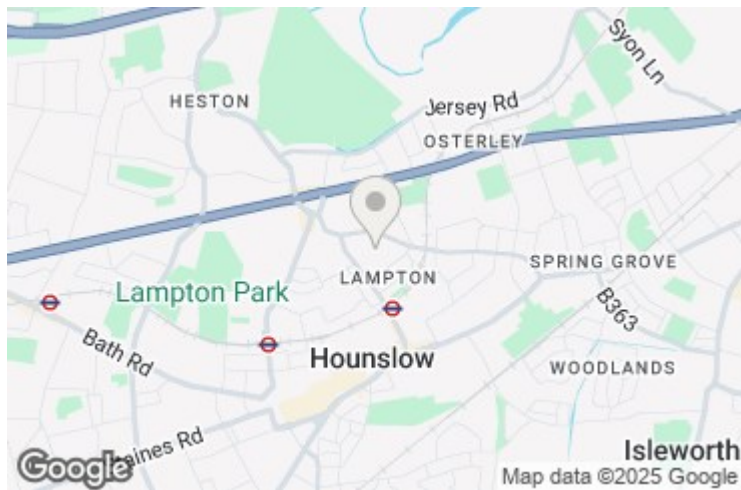 Syon Ln
HESTON
Jersey Rd
OSTERLEY
SPRING GROVE
LAMPTON
Lampton Park
B363
Bath Rd
Hounslow
WOODLANDS
aines Rd
Isleworth
Google
Map data ©2025 Google